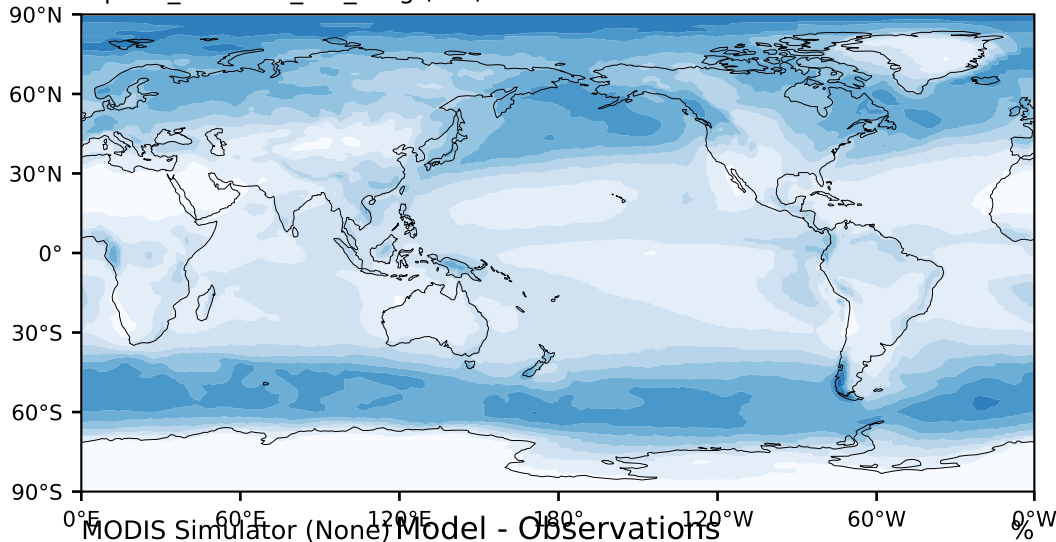 90°N
60°N
30°N
0°
30°S
60°S
90°S
0°E 60°E 120°E 180° 120°W 60°W 0°W
MODIS Simulator (None) Model - Observations %